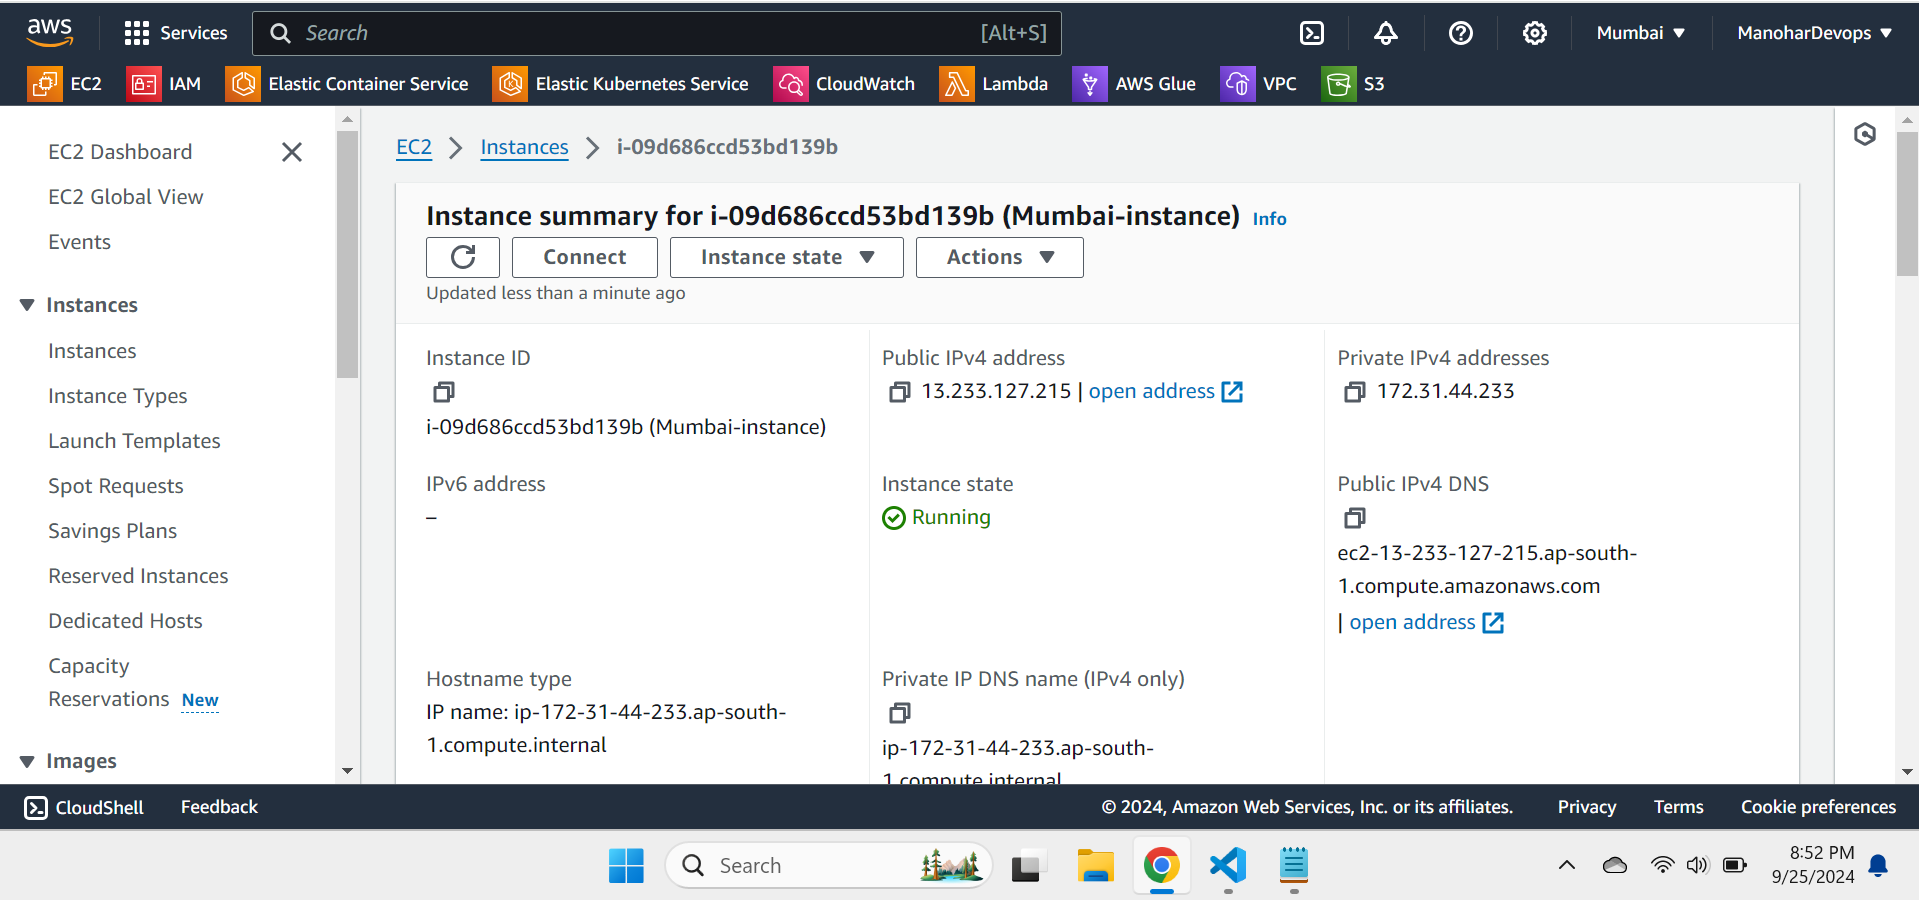 aws
Services
Search [Alt+S]
Mumbai ▼
ManoharDevops ▼
EC2
IAM
Elastic Container Service
Elastic Kubernetes Service
CloudWatch
Lambda
AWS Glue
VPC
S3
EC2 Dashboard
EC2 Global View
Events
Instances
Instances
Instance Types
Launch Templates
Spot Requests
Savings Plans
Reserved Instances
Dedicated Hosts
Capacity
Reservations New
Images
EC2 > Instances > i-09d686ccd53bd139b
Instance summary for i-09d686ccd53bd139b (Mumbai-instance) Info
Connect
Instance state ▼
Actions ▼
Updated less than a minute ago
Instance ID
i-09d686ccd53bd139b (Mumbai-instance)
Public IPv4 address
13.233.127.215 | open address
Private IPv4 addresses
172.31.44.233
IPv6 address
–
Instance state
Running
Public IPv4 DNS
ec2-13-233-127-215.ap-south-
1.compute.amazonaws.com
| open address
Hostname type
IP name: ip-172-31-44-233.ap-south-
1.compute.internal
Private IP DNS name (IPv4 only)
ip-172-31-44-233.ap-south-
1.compute.internal
CloudShell
Feedback
© 2024, Amazon Web Services, Inc. or its affiliates.
Privacy
Terms
Cookie preferences
Search
8:52 PM
9/25/2024